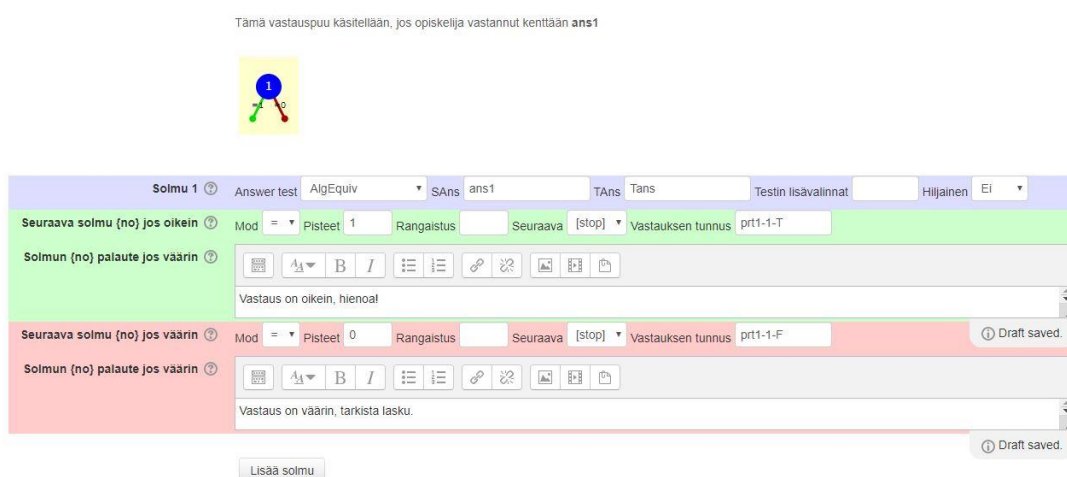 Tämä vastauspuu käsitellään, jos opiskelija vastannut kenttään ans1
1
=1 =0
Solmu 1 Answer test AlgEquiv SAns ans1 TAns Tans Testin lisävalinnat Hiljainen Ei
Seuraava solmu {no} jos oikein Mod = Pisteet 1 Rangaistus Seuraava [stop] Vastauksen tunnus prt1-1-T
Solmun {no} palaute jos väärin
B I
Vastaus on oikein, hienoa!
Seuraava solmu {no} jos väärin Mod = Pisteet 0 Rangaistus Seuraava [stop] Vastauksen tunnus prt1-1-F
Draft saved.
Solmun {no} palaute jos väärin
B I
Vastaus on väärin, tarkista lasku.
Draft saved.
Lisää solmu